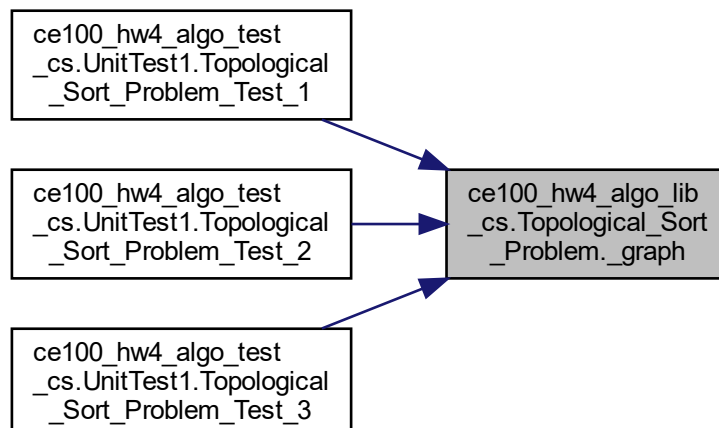 ce100_hw4_algo_test
_cs.UnitTest1.Topological
_Sort_Problem_Test_1
ce100_hw4_algo_test
_cs.UnitTest1.Topological
_Sort_Problem_Test_2
ce100_hw4_algo_lib
_cs.Topological_Sort
_Problem._graph
ce100_hw4_algo_test
_cs.UnitTest1.Topological
_Sort_Problem_Test_3